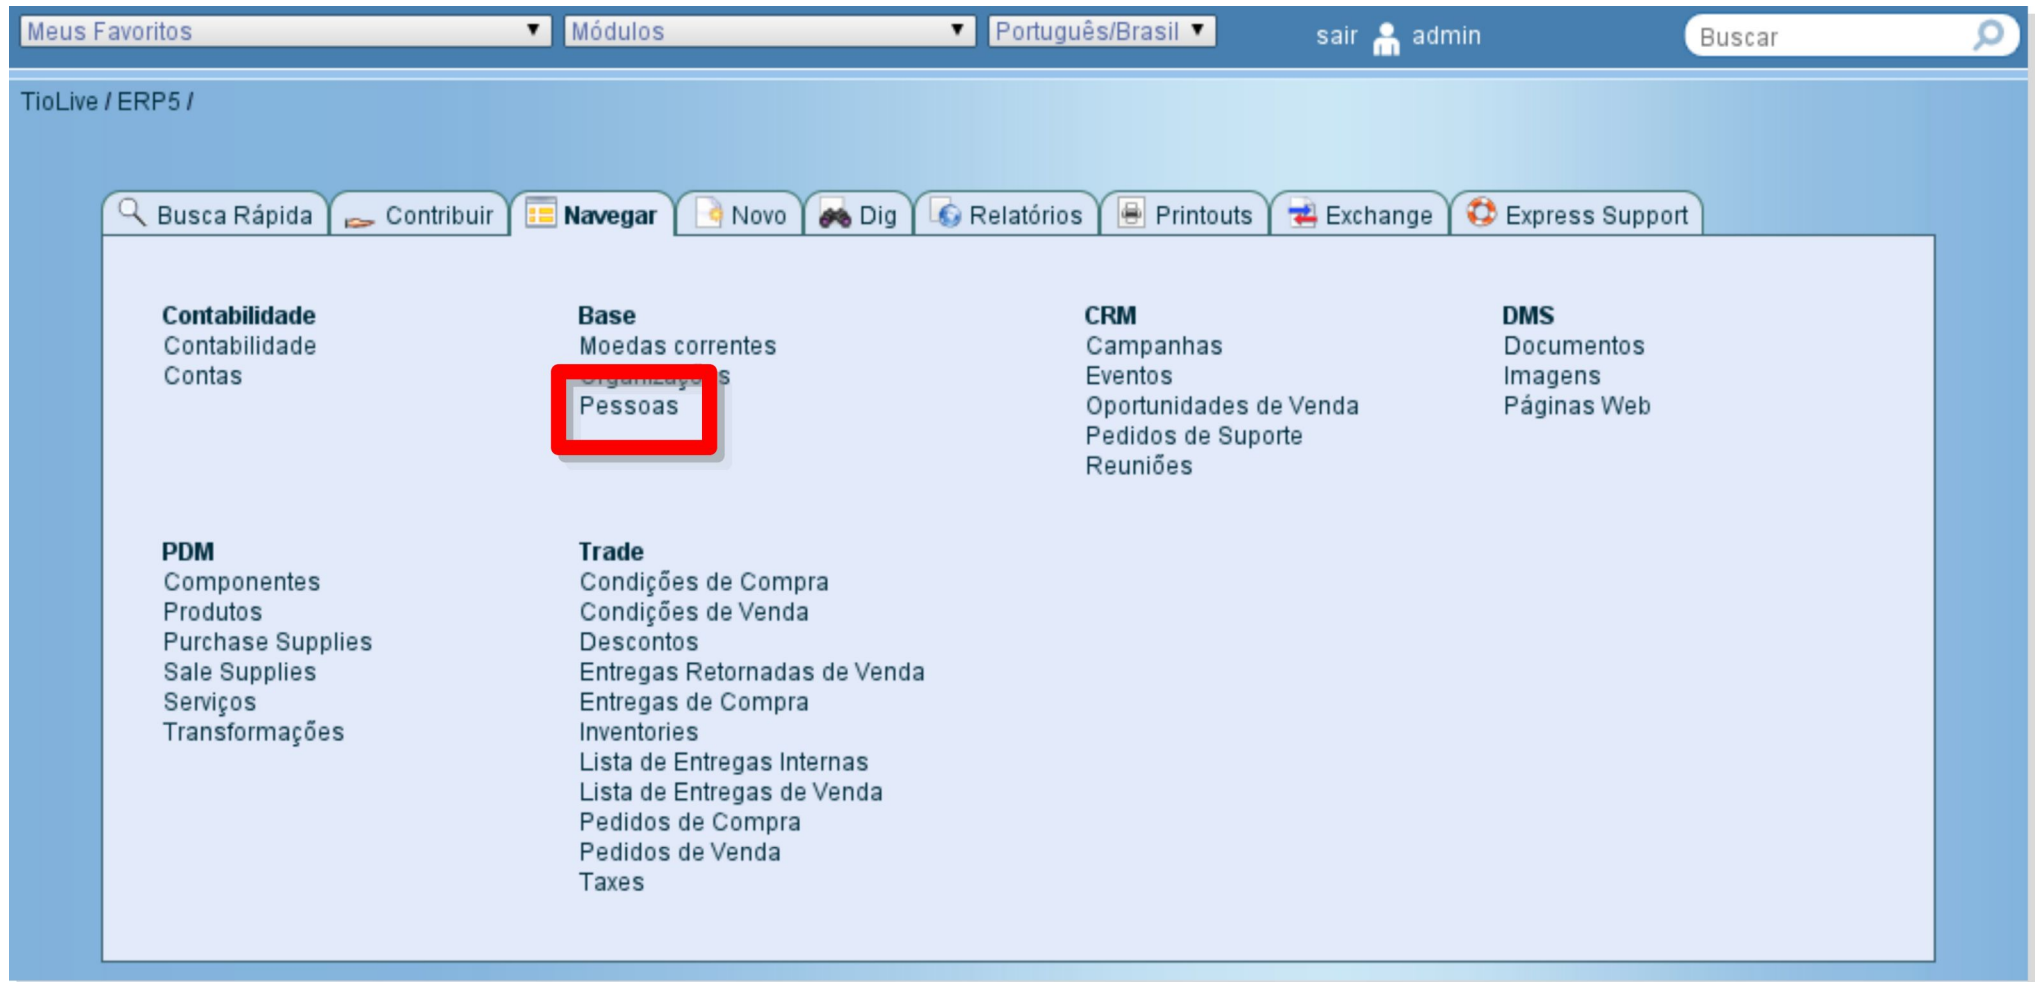 Meus Favoritos Módulos Português/Brasil sair admin Buscar
TioLive / ERP5 /
Busca Rápida Contribuir Navegar Novo Dig Relatórios Printouts Exchange Express Support
Contabilidade
Contabilidade
Contas
Base
Moedas correntes
Organizações
Pessoas
CRM
Campanhas
Eventos
Oportunidades de Venda
Pedidos de Suporte
Reuniões
DMS
Documentos
Imagens
Páginas Web
PDM
Componentes
Produtos
Purchase Supplies
Sale Supplies
Serviços
Transformações
Trade
Condições de Compra
Condições de Venda
Descontos
Entregas Retornadas de Venda
Entregas de Compra
Inventories
Lista de Entregas Internas
Lista de Entregas de Venda
Pedidos de Compra
Pedidos de Venda
Taxes